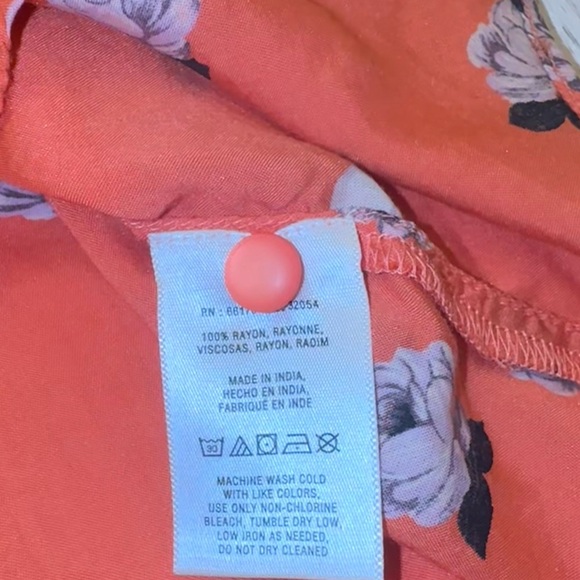 RN : 2054
100% RAYON, RAYONNE,
VISCOSAS, RAYON, RAOIM
MADE IN INDIA,
HECHO EN INDIA,
FABRIQUÉ EN INDE
30
MACHINE WASH COLD
WITH LIKE COLORS,
USE ONLY NON-CHLORINE
BLEACH, TUMBLE DRY LOW,
LOW IRON AS NEEDED,
DO NOT DRY CLEANED